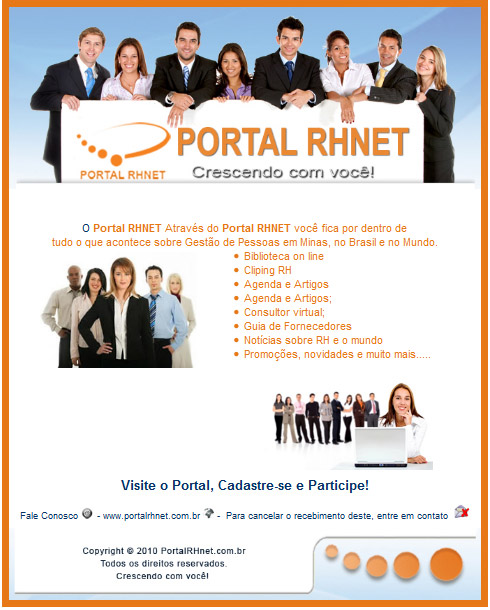 PORTAL RHNET
PORTAL RHNET
Crescendo com você!
O Portal RHNET Através do Portal RHNET você fica por dentro de
tudo o que acontece sobre Gestão de Pessoas em Minas, no Brasil e no Mundo.
Biblioteca on line
Cliping RH
Agenda e Artigos
Agenda e Artigos;
Consultor virtual;
Guia de Fornecedores
Notícias sobre RH e o mundo
Promoções, novidades e muito mais.....
Visite o Portal, Cadastre-se e Participe!
Fale Conosco - www.portalrhnet.com.br - Para cancelar o recebimento deste, entre em contato
Copyright © 2010 PortalRHnet.com.br
Todos os direitos reservados.
Crescendo com você!